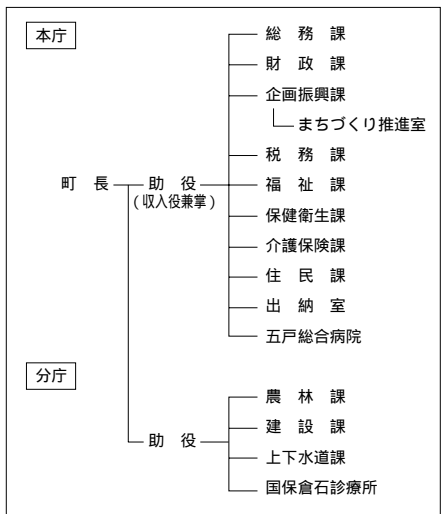 本庁
総務課
財政課
企画振興課
まちづくり推進室
税務課
町長
助役
(収入役兼掌)
福祉課
保健衛生課
介護保険課
住民課
出納室
五戸総合病院
分庁
農林課
建設課
助役
上下水道課
国保倉石診療所